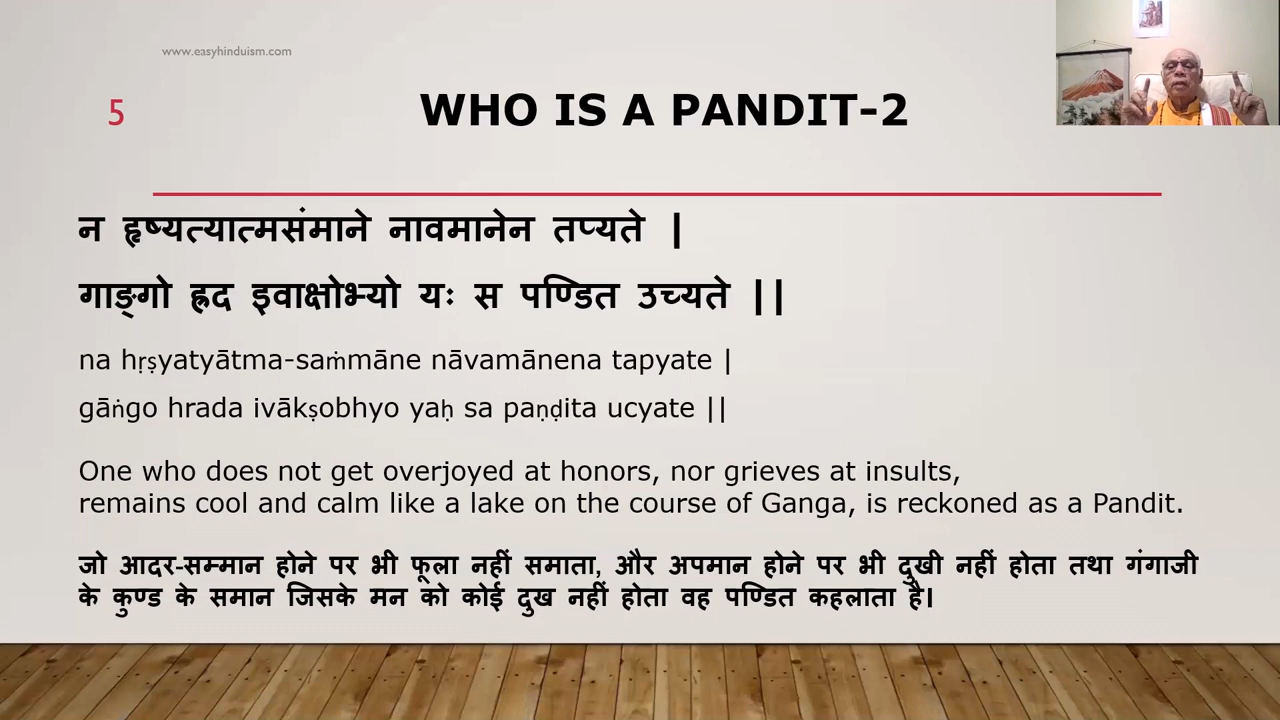 www.easyhinduism.com
5
WHO IS A PANDIT-2
न हृष्यत्यात्मसंमाने नावमानेन तप्यते |
गाङ्गो ह्रद इवाक्षोभ्यो यः स पण्डित उच्यते ||
na hṛṣyatyātma-saṁmāne nāvamānena tapyate |
gāṅgo hrada ivākṣobhyo yaḥ sa paṇḍita ucyate ||
One who does not get overjoyed at honors, nor grieves at insults,
remains cool and calm like a lake on the course of Ganga, is reckoned as a Pandit.
जो आदर-सम्मान होने पर भी फूला नहीं समाता, और अपमान होने पर भी दुखी नहीं होता तथा गंगाजी
के कुण्ड के समान जिसके मन को कोई दुख नहीं होता वह पण्डित कहलाता है।